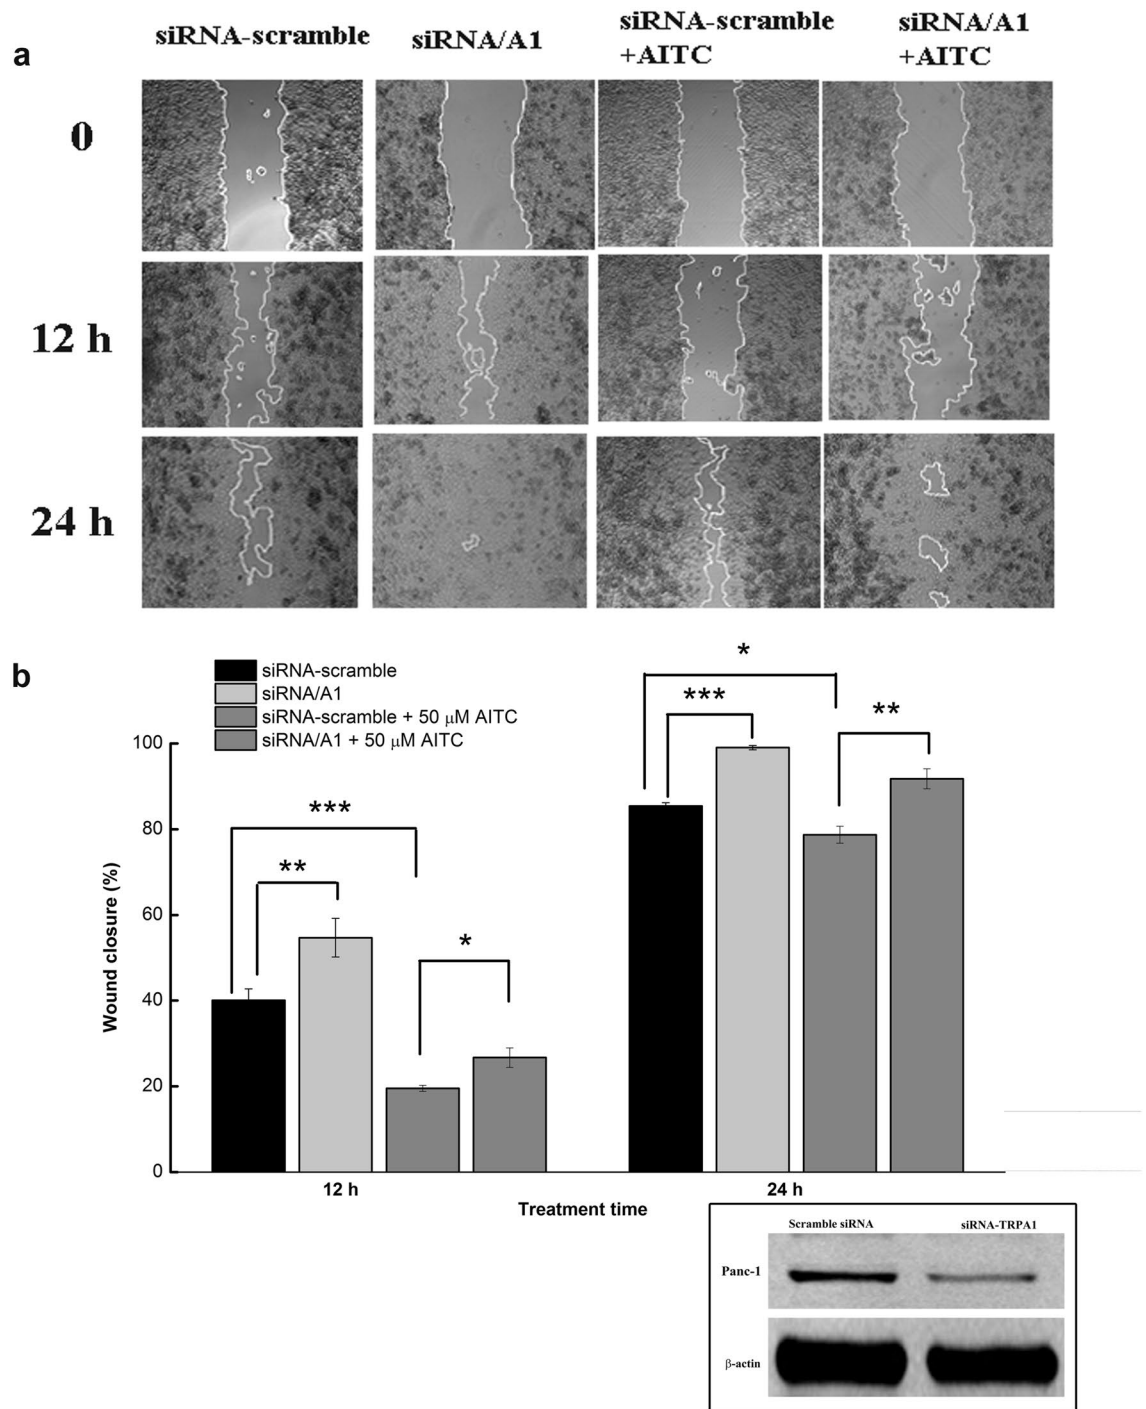 a
siRNA-scramble
siRNA/A1
siRNA-scramble
+AITC
siRNA/A1
+AITC
0
12 h
24 h
b
siRNA-scramble
siRNA/A1
siRNA-scramble + 50 μM AITC
siRNA/A1 + 50 μM AITC
Wound closure (%)
100
80
60
40
20
0
***
**
*
*
***
**
12 h
24 h
Treatment time
Scramble siRNA
siRNA-TRPA1
Panc-1
β-actin